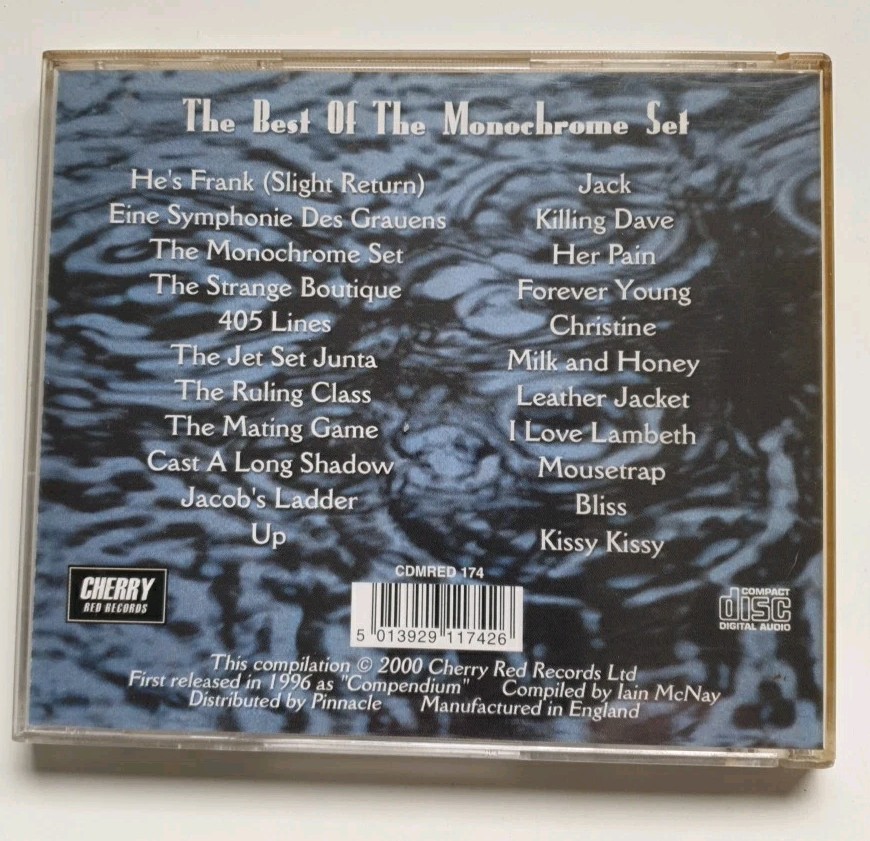 The Best Of The Monochrome Set
He's Frank (Slight Return)
Eine Symphonie Des Grauens
The Monochrome Set
The Strange Boutique
405 Lines
The Jet Set Junta
The Ruling Class
The Mating Game
Cast A Long Shadow
Jacob's Ladder
Up
Jack
Killing Dave
Her Pain
Forever Young
Christine
Milk and Honey
Leather Jacket
I Love Lambeth
Mousetrap
Bliss
Kissy Kissy
CHERRY
RED RECORDS
CDMRED 174
5 013929 117426
COMPACT
disc
DIGITAL AUDIO
This compilation © 2000 Cherry Red Records Ltd
First released in 1996 as "Compendium" Compiled by Iain McNay
Distributed by Pinnacle Manufactured in England